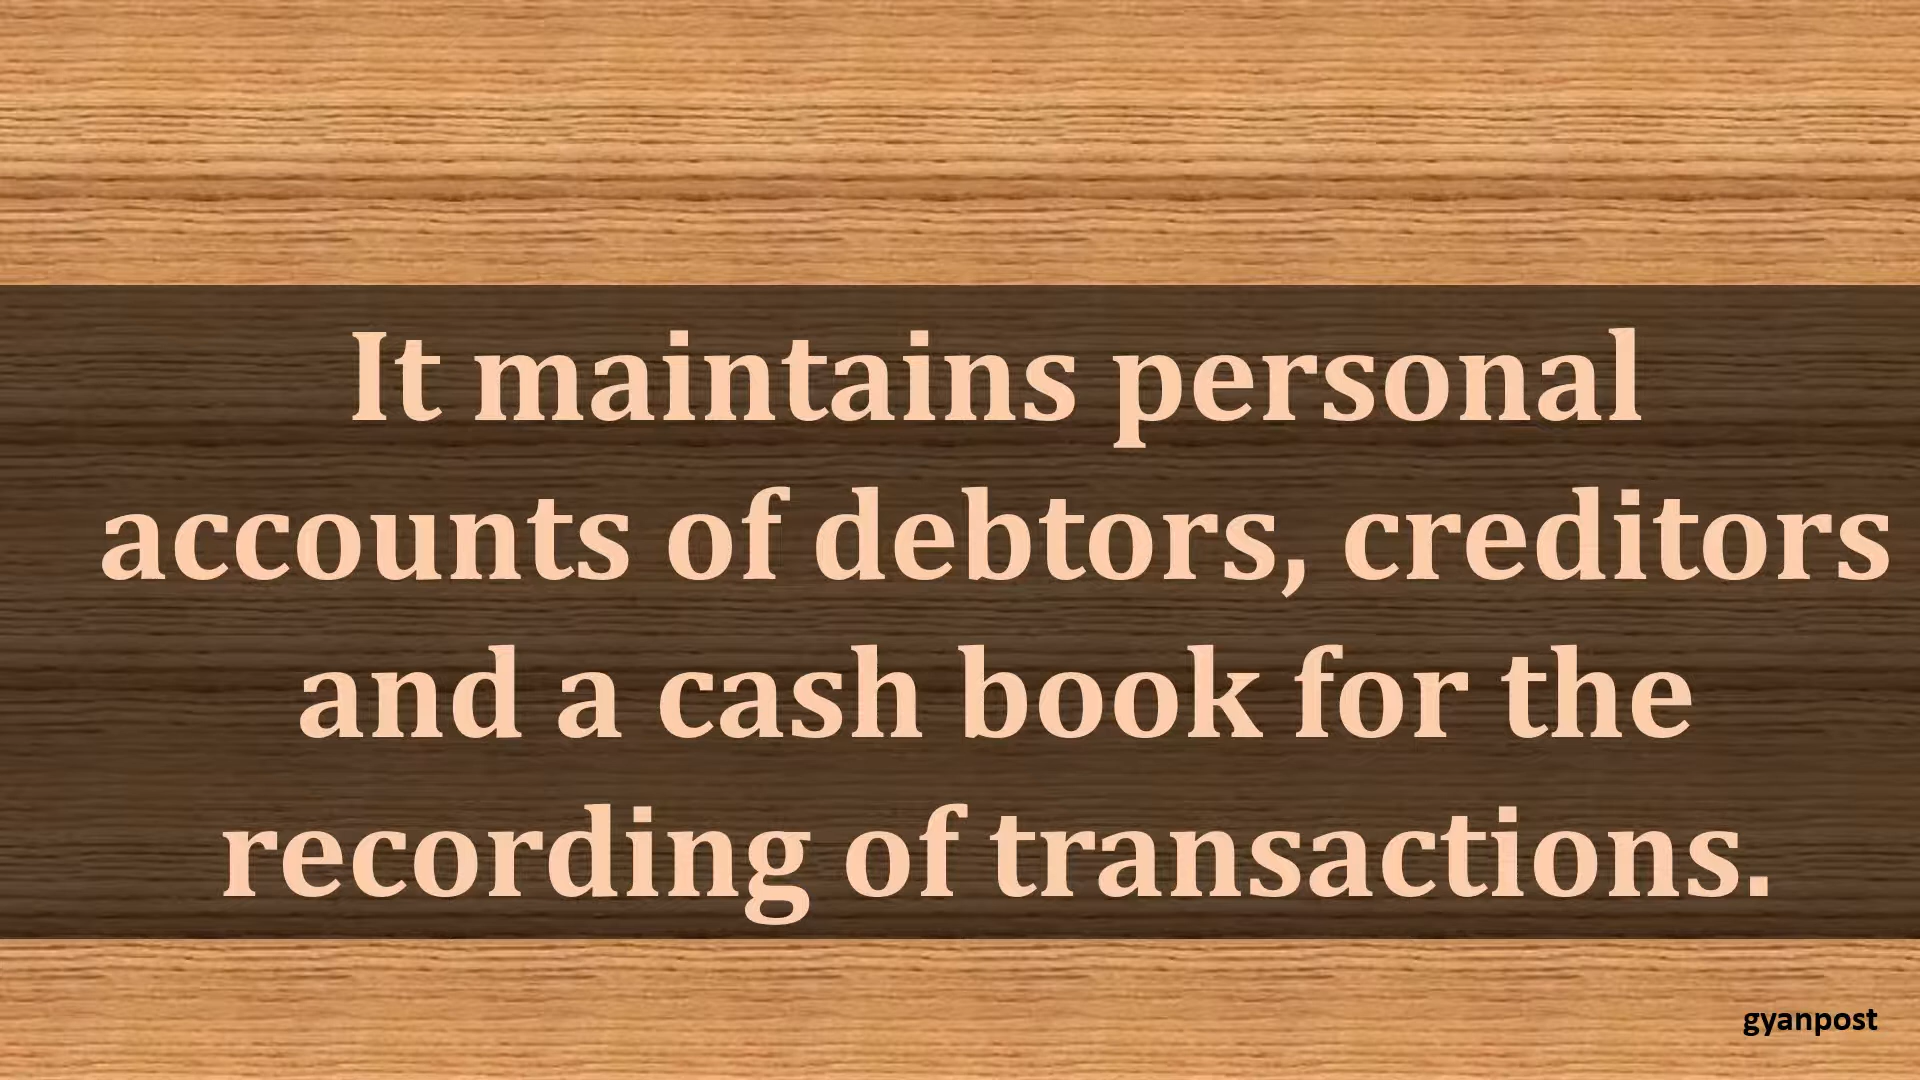 It maintains personal
accounts of debtors, creditors
and a cash book for the
recording of transactions.
gyanpost